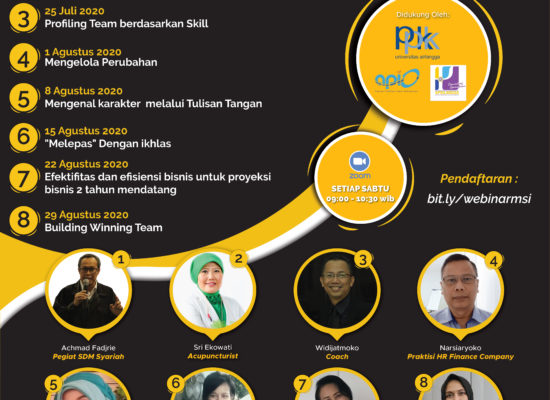 3
25 Juli 2020
Profiling Team berdasarkan Skill
4
1 Agustus 2020
Mengelola Perubahan
5
8 Agustus 2020
Mengenal karakter melalui Tulisan Tangan
6
15 Agustus 2020
"Melepas" Dengan ikhlas
7
22 Agustus 2020
Efektifitas dan efisiensi bisnis untuk proyeksi
bisnis 2 tahun mendatang
8
29 Agustus 2020
Building Winning Team
Didukung Oleh:
universitas airlangga
apio
zoom
SETIAP SABTU
09:00 - 10:30 wib
Pendaftaran :
bit.ly/webinarmsi
1
Achmad Fadjrie
Pegiat SDM Syariah
2
Sri Ekowati
Acupuncturist
3
Widijatmoko
Coach
4
Narsiaryoko
Praktisi HR Finance Company
5
6
7
8